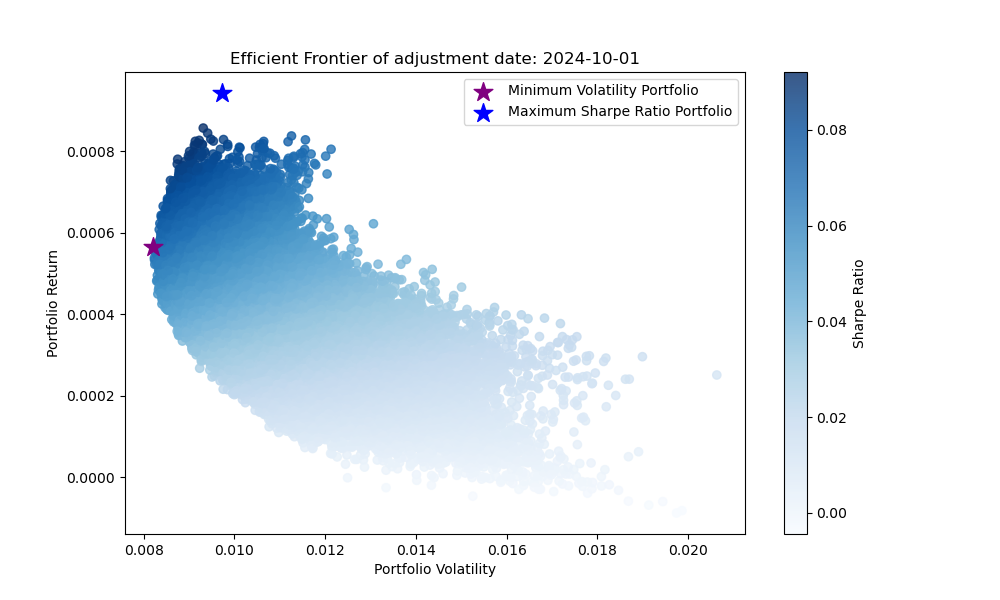 Efficient Frontier of adjustment date: 2024-10-01
Minimum Volatility Portfolio
Maximum Sharpe Ratio Portfolio
Portfolio Return
0.0008
0.0006
0.0004
0.0002
0.0000
0.008 0.010 0.012 0.014 0.016 0.018 0.020
Portfolio Volatility
0.08
0.06
0.04
0.02
0.00
Sharpe Ratio